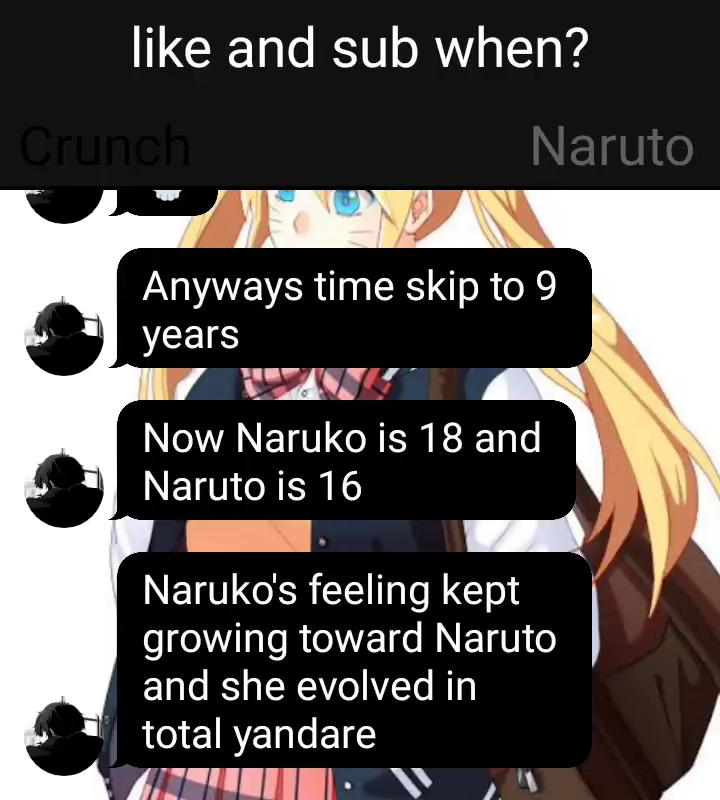 like and sub when?
Crunch Naruto
Anyways time skip to 9
years
Now Naruko is 18 and
Naruto is 16
Naruko's feeling kept
growing toward Naruto
and she evolved in
total yandare